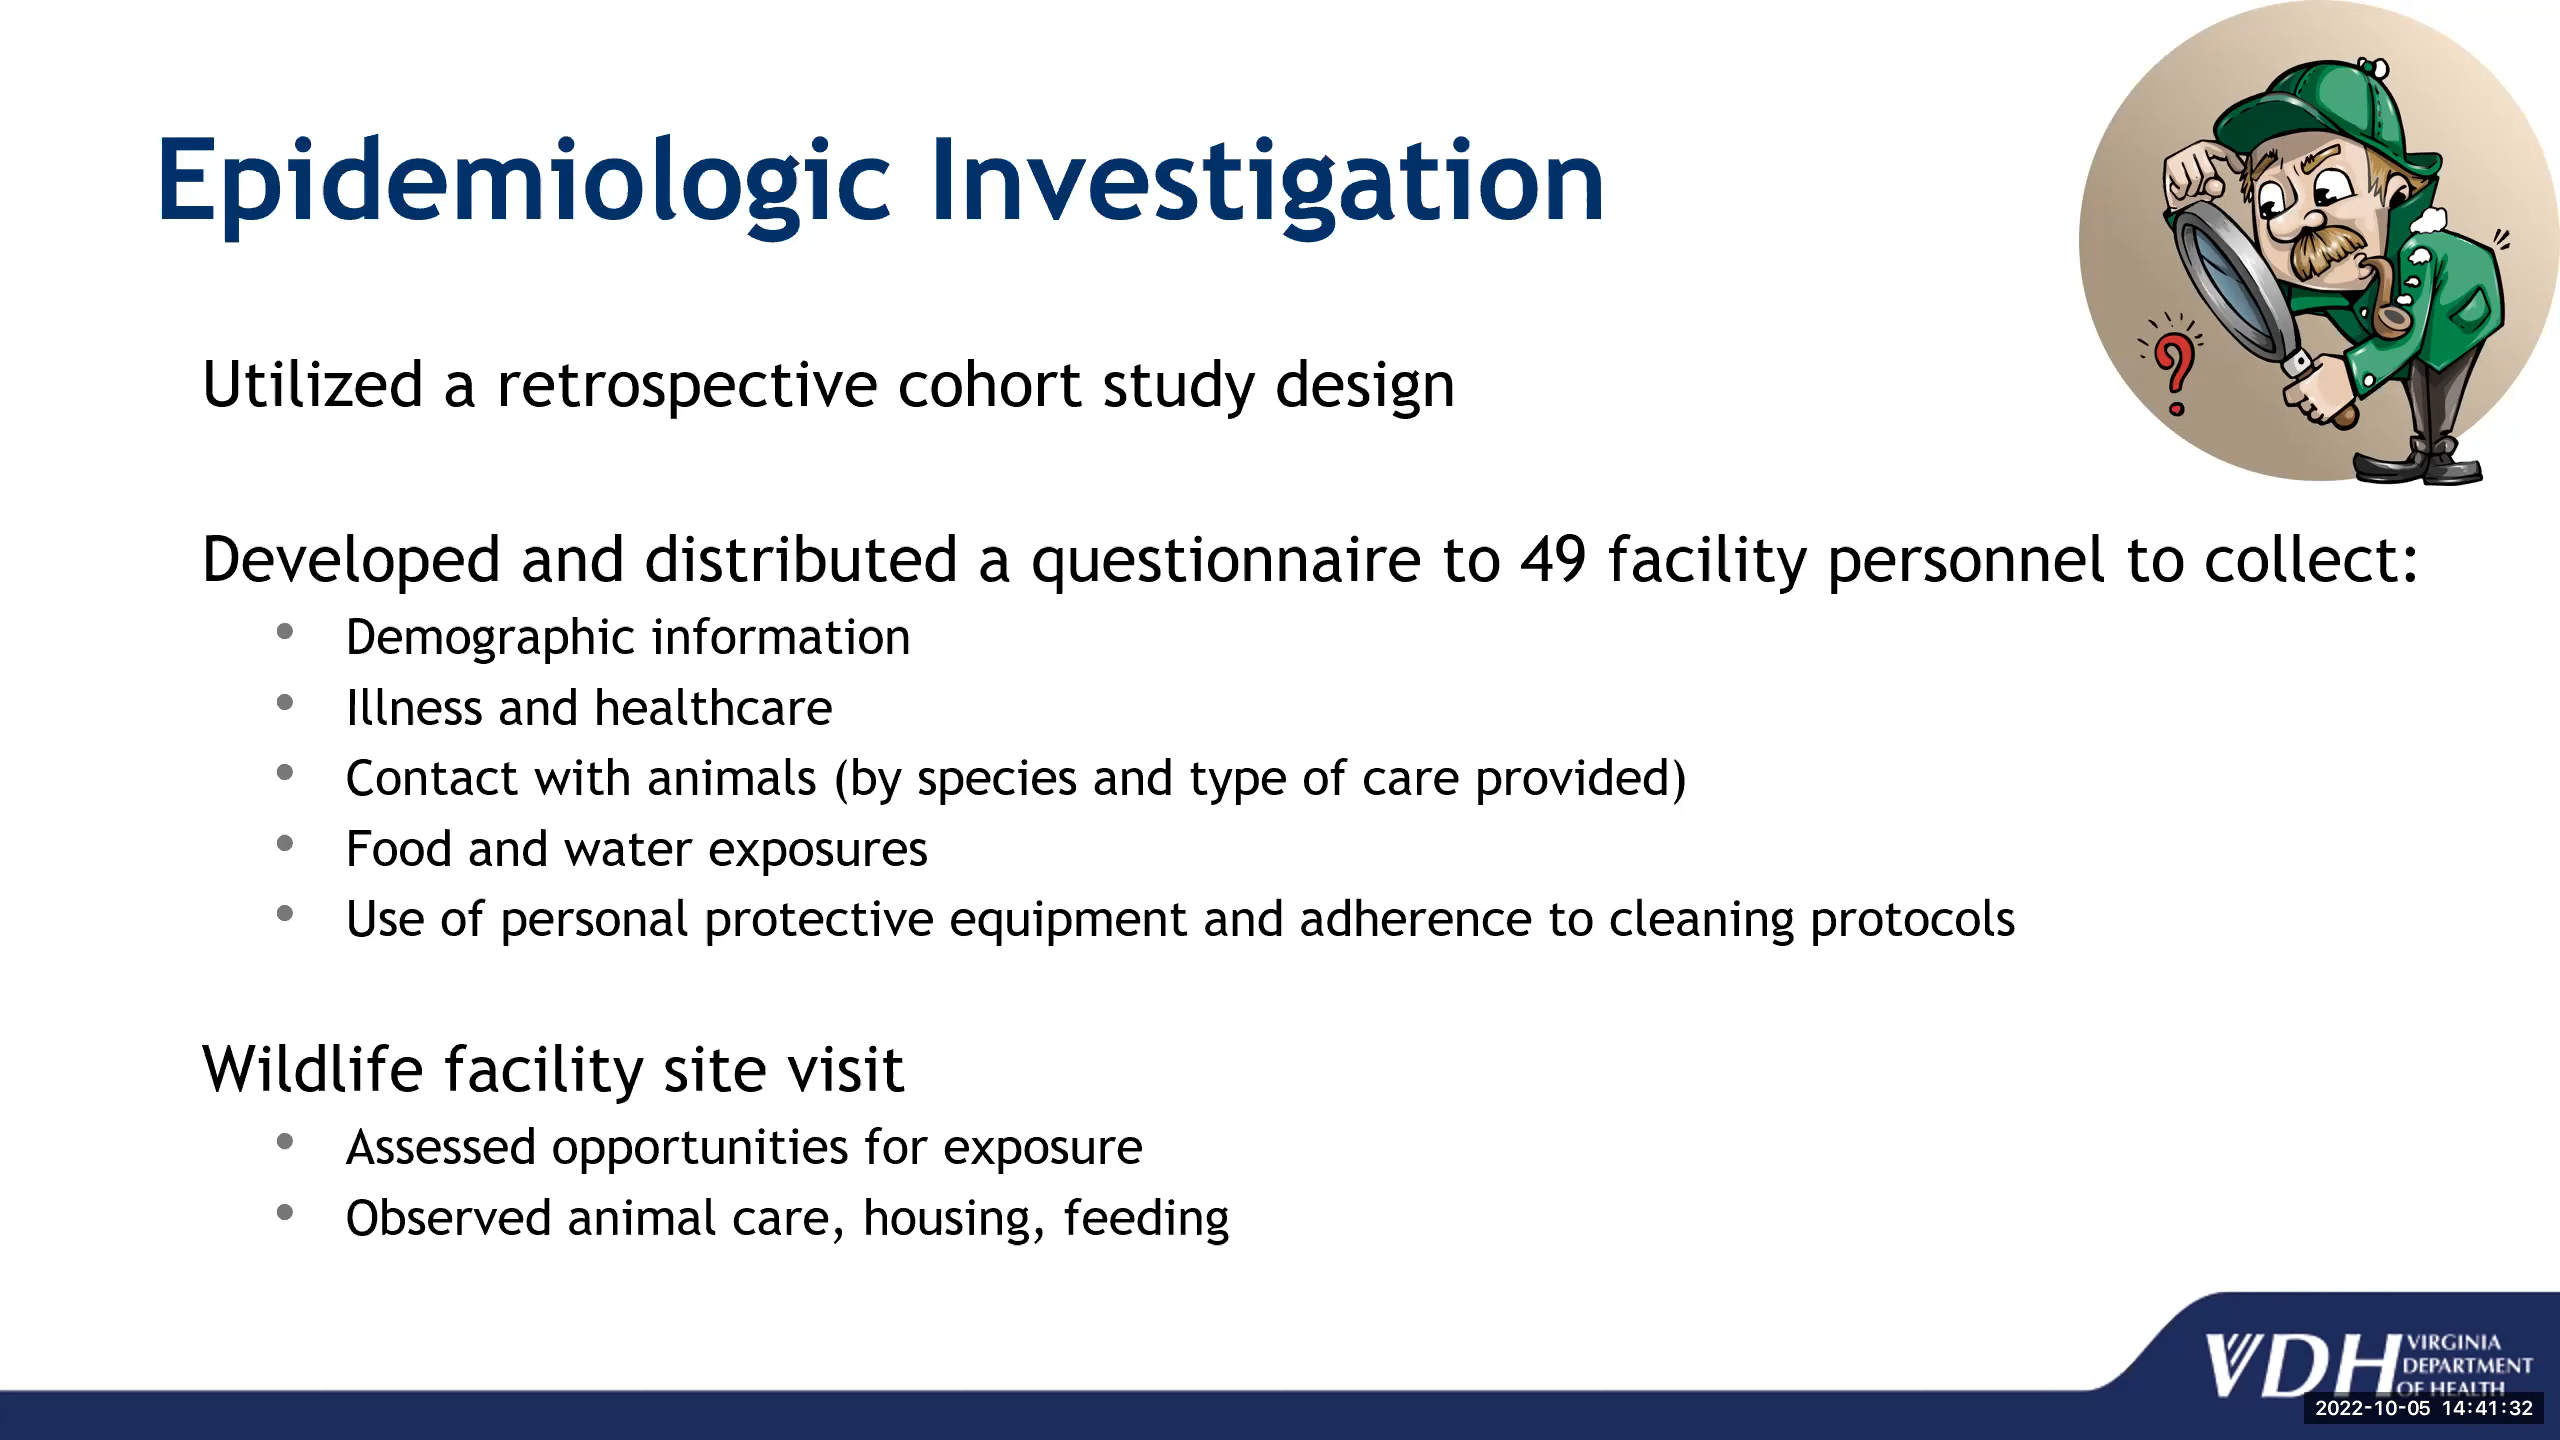 Epidemiologic Investigation
?
Utilized a retrospective cohort study design
Developed and distributed a questionnaire to 49 facility personnel to collect:
• Demographic information
• Illness and healthcare
• Contact with animals (by species and type of care provided)
• Food and water exposures
• Use of personal protective equipment and adherence to cleaning protocols
Wildlife facility site visit
• Assessed opportunities for exposure
• Observed animal care, housing, feeding
VDH VIRGINIA
DEPARTMENT
OF HEALTH
2022-10-05 14:41:32